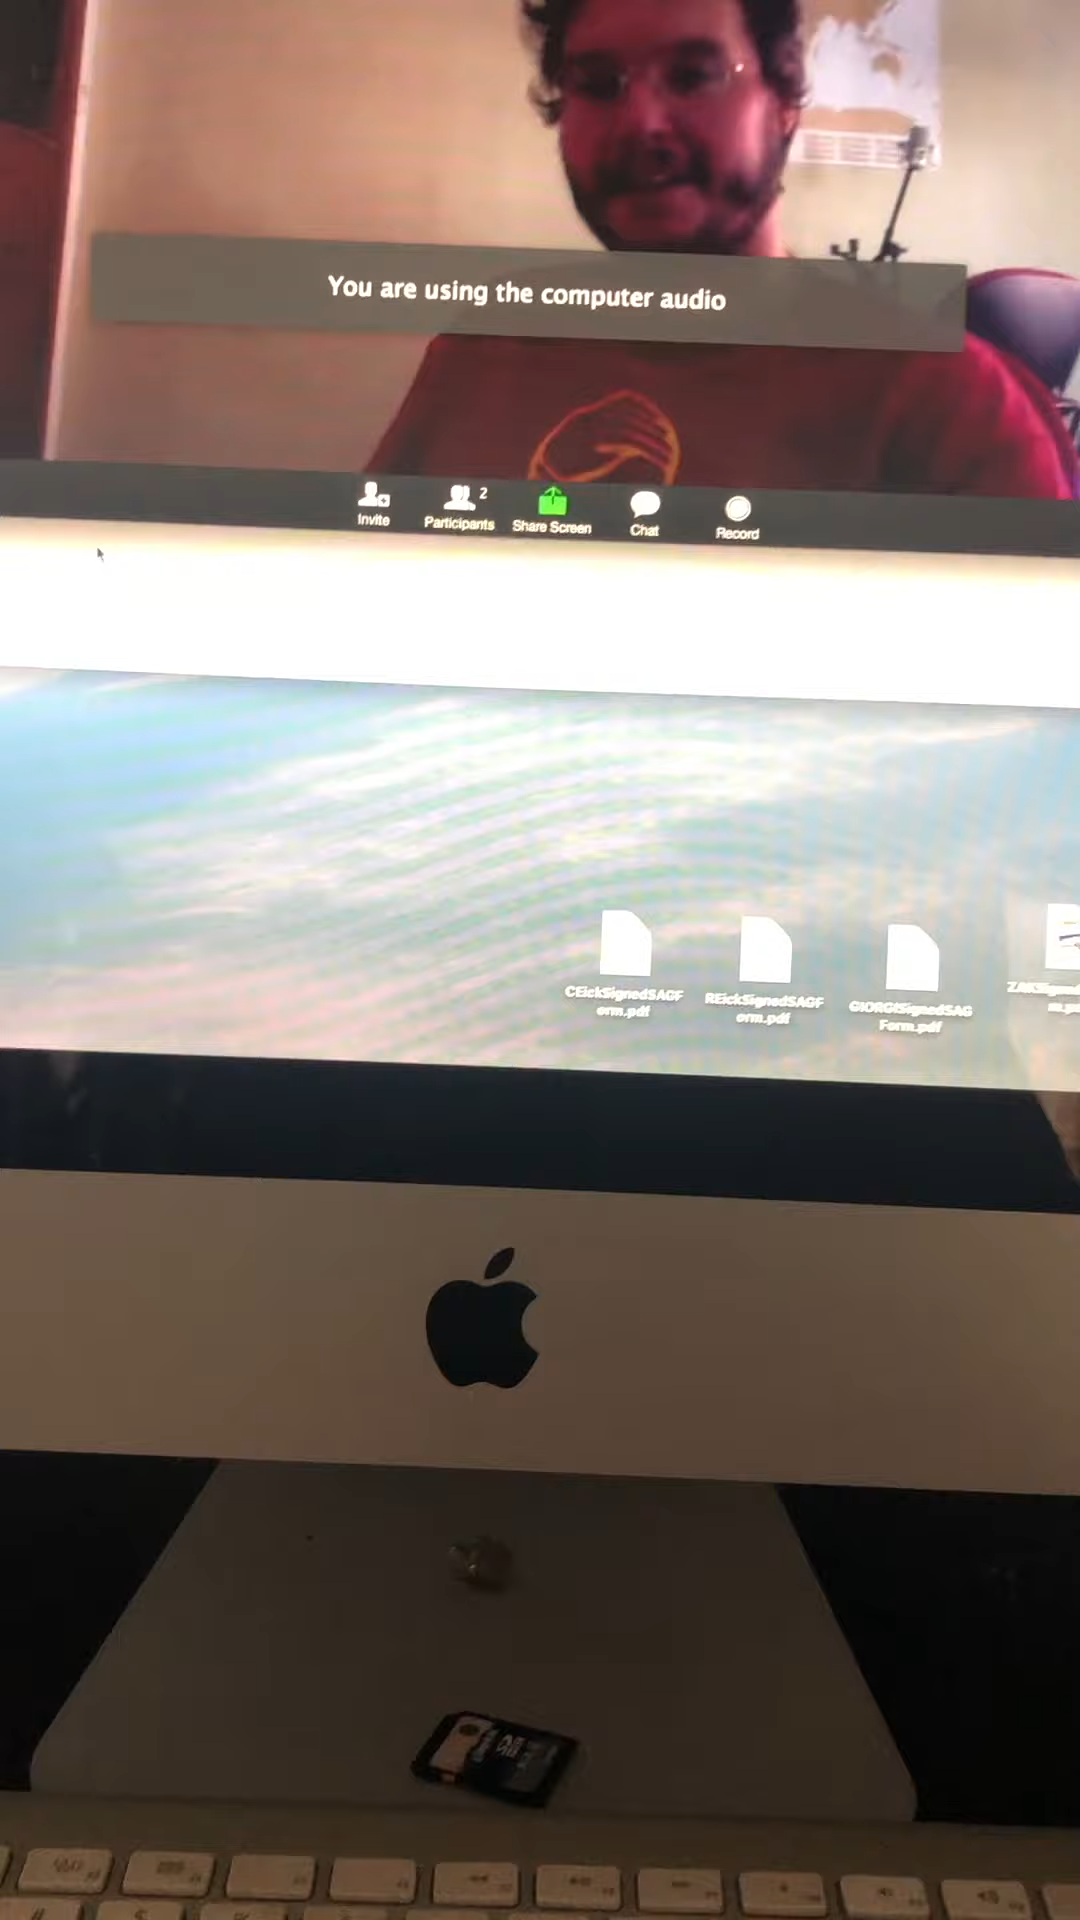 You are using the computer audio
Invite
Participants
2
Share Screen
Chat
Record
CEickSignedSAGF
orm.pdf
REickSignedSAGF
orm.pdf
GIORGISignedSAG
Form.pdf
#
$